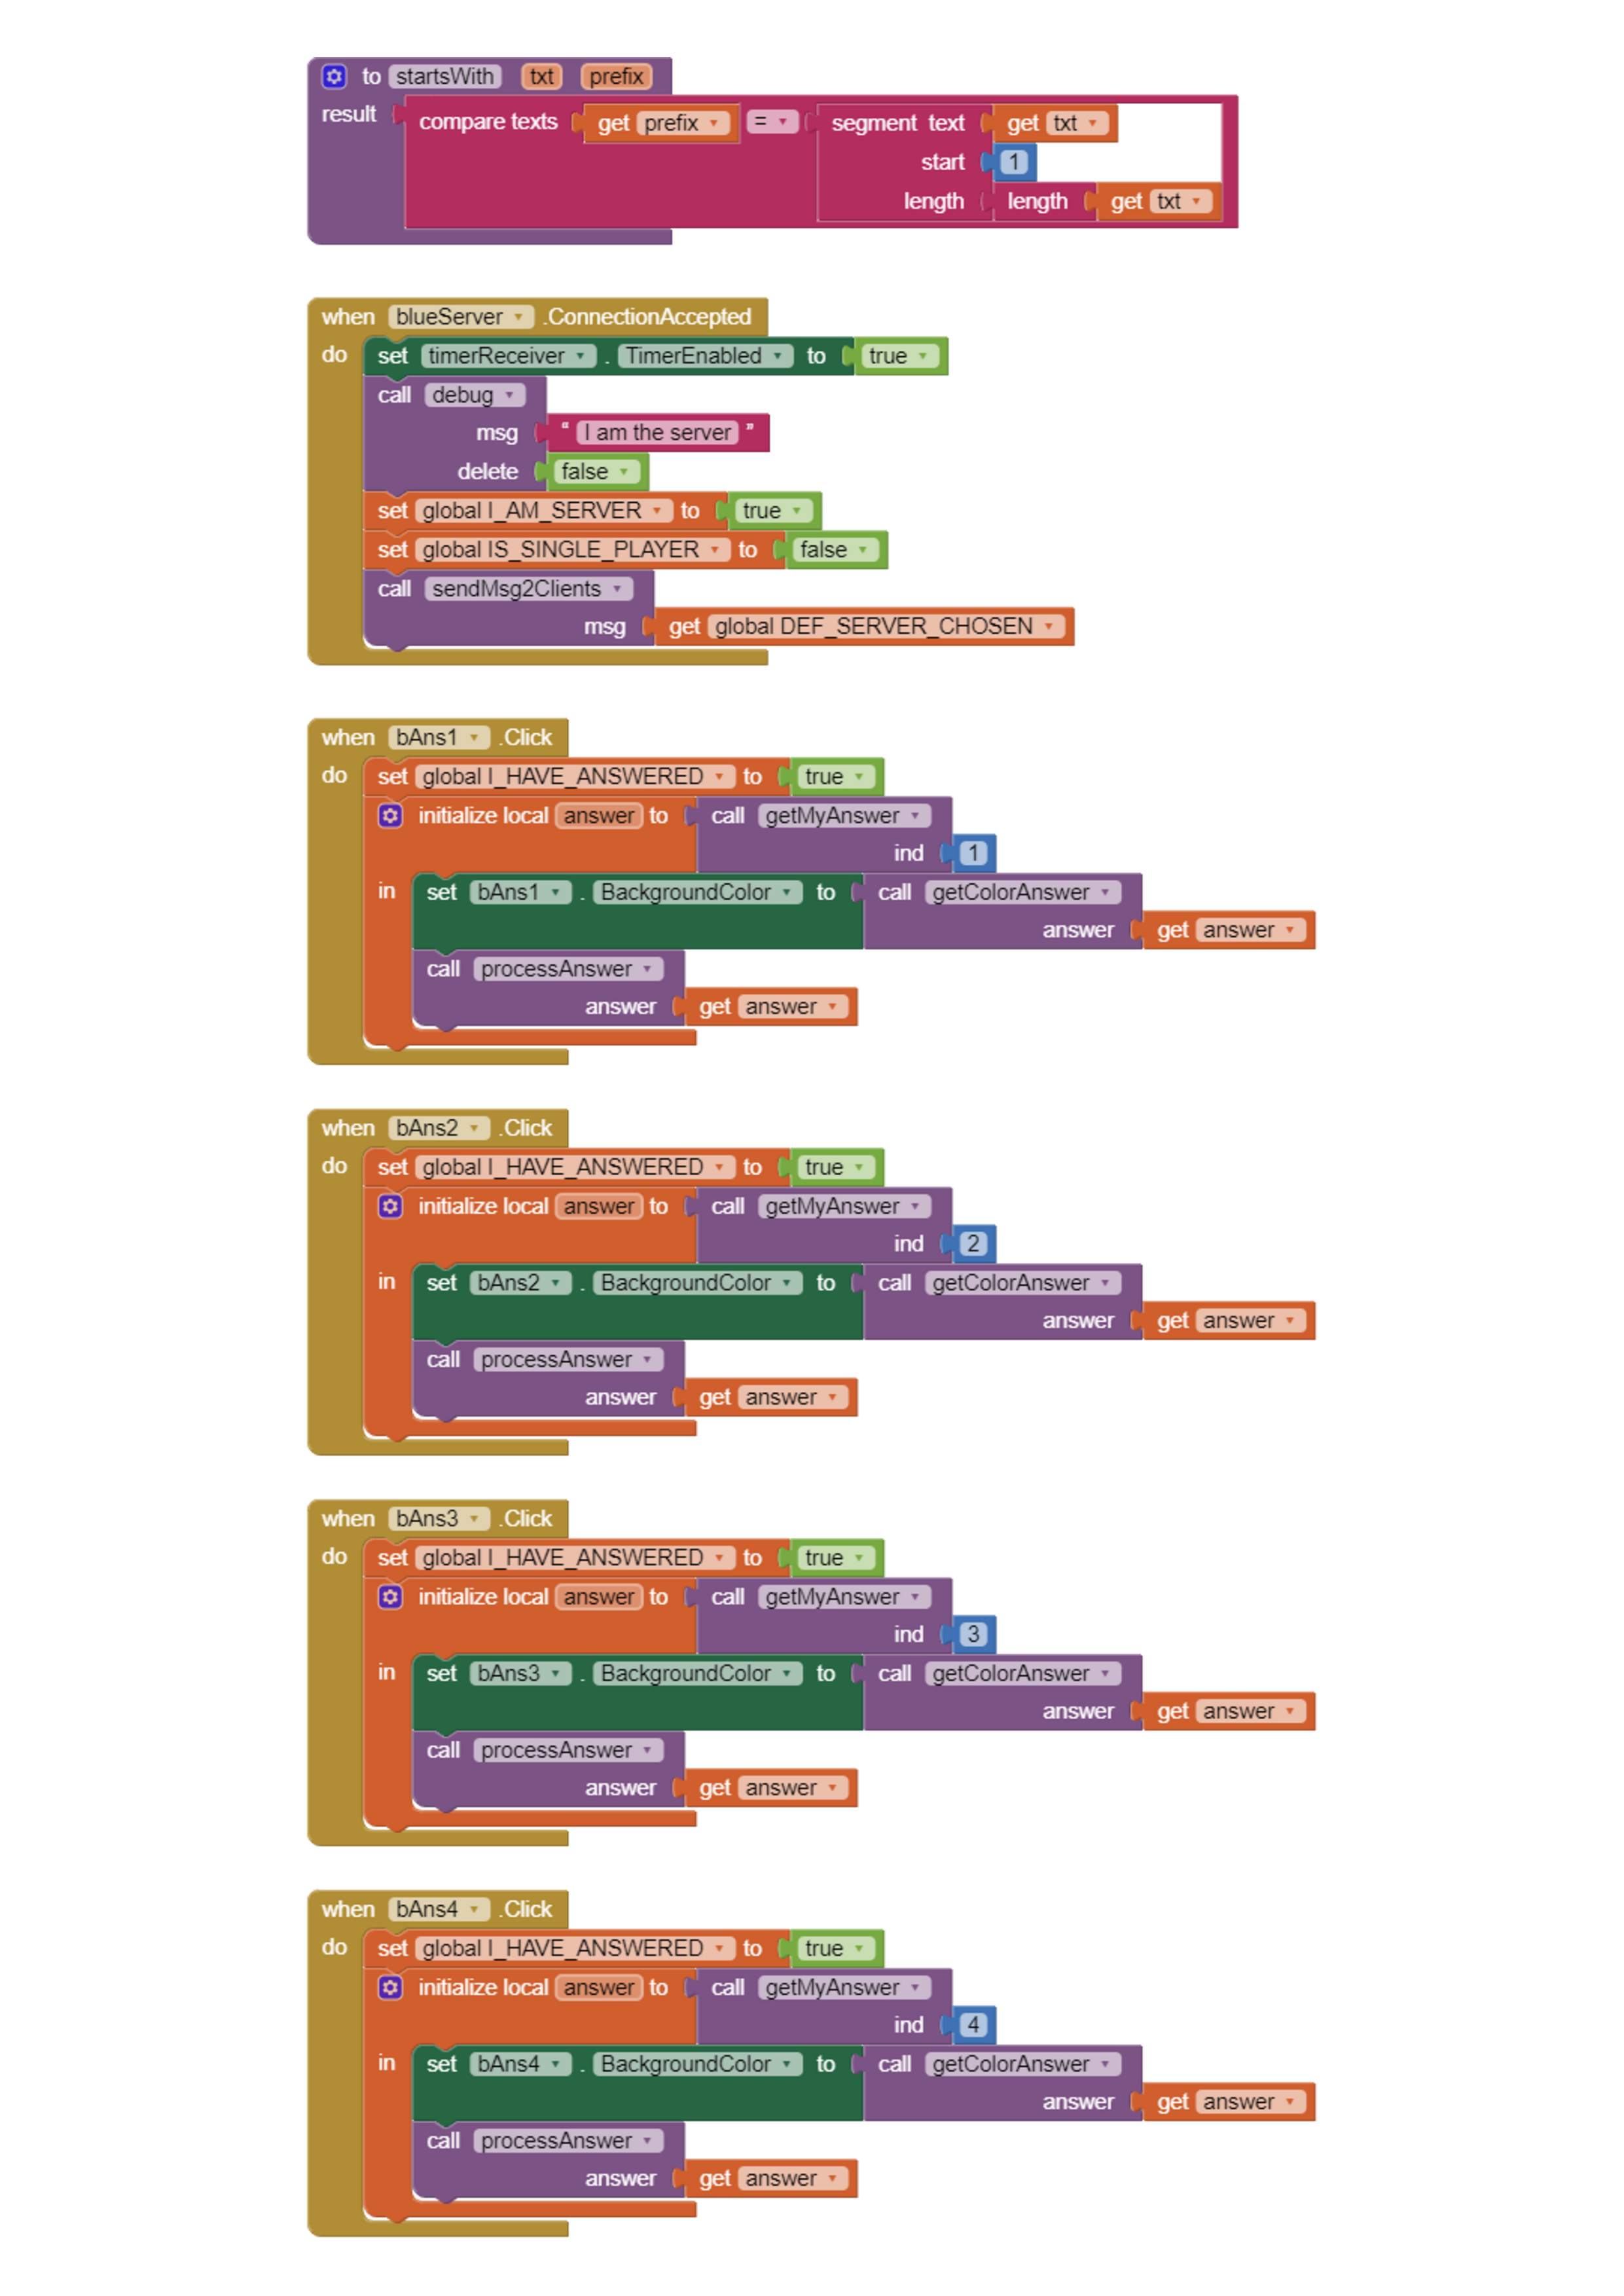 to startsWith txt prefix
result compare texts get prefix = segment text get txt
start 1
length length get txt
when blueServer .ConnectionAccepted
do set timerReceiver . TimerEnabled to true
call debug
msg “ I am the server ”
delete false
set global I_AM_SERVER to true
set global IS_SINGLE_PLAYER to false
call sendMsg2Clients
msg get global DEF_SERVER_CHOSEN
when bAns1 .Click
do set global I_HAVE_ANSWERED to true
initialize local answer to call getMyAnswer
ind 1
in set bAns1 . BackgroundColor to call getColorAnswer
answer get answer
call processAnswer
answer get answer
when bAns2 .Click
do set global I_HAVE_ANSWERED to true
initialize local answer to call getMyAnswer
ind 2
in set bAns2 . BackgroundColor to call getColorAnswer
answer get answer
call processAnswer
answer get answer
when bAns3 .Click
do set global I_HAVE_ANSWERED to true
initialize local answer to call getMyAnswer
ind 3
in set bAns3 . BackgroundColor to call getColorAnswer
answer get answer
call processAnswer
answer get answer
when bAns4 .Click
do set global I_HAVE_ANSWERED to true
initialize local answer to call getMyAnswer
ind 4
in set bAns4 . BackgroundColor to call getColorAnswer
answer get answer
call processAnswer
answer get answer